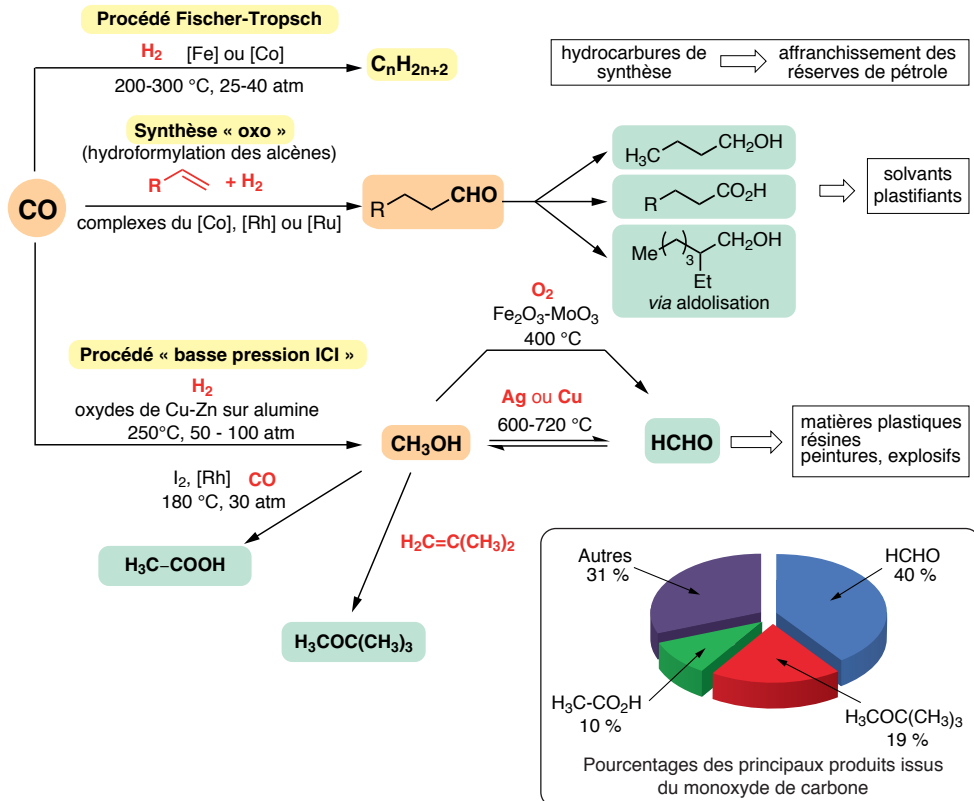 Procédé Fischer-Tropsch
H2 [Fe] ou [Co]
200-300 °C, 25-40 atm
CnH2n+2
hydrocarbures de
synthèse
affranchissement des
réserves de pétrole
Synthèse « oxo »
(hydroformylation des alcènes)
R + H2
complexes du [Co], [Rh] ou [Ru]
CO
R CHO
H3C CH2OH
R CO2H
Me ( )3 CH2OH
Et
via aldolisation
solvants
plastifiants
O2
Fe2O3-MoO3
400 °C
Procédé « basse pression ICI »
H2
oxydes de Cu-Zn sur alumine
250°C, 50 - 100 atm
CH3OH
Ag ou Cu
600-720 °C
HCHO
matières plastiques
résines
peintures, explosifs
I2, [Rh] CO
180 °C, 30 atm
H3C–COOH
H2C=C(CH3)2
H3COC(CH3)3
Autres
31 %
HCHO
40 %
H3C-CO2H
10 %
H3COC(CH3)3
19 %
Pourcentages des principaux produits issus
du monoxyde de carbone